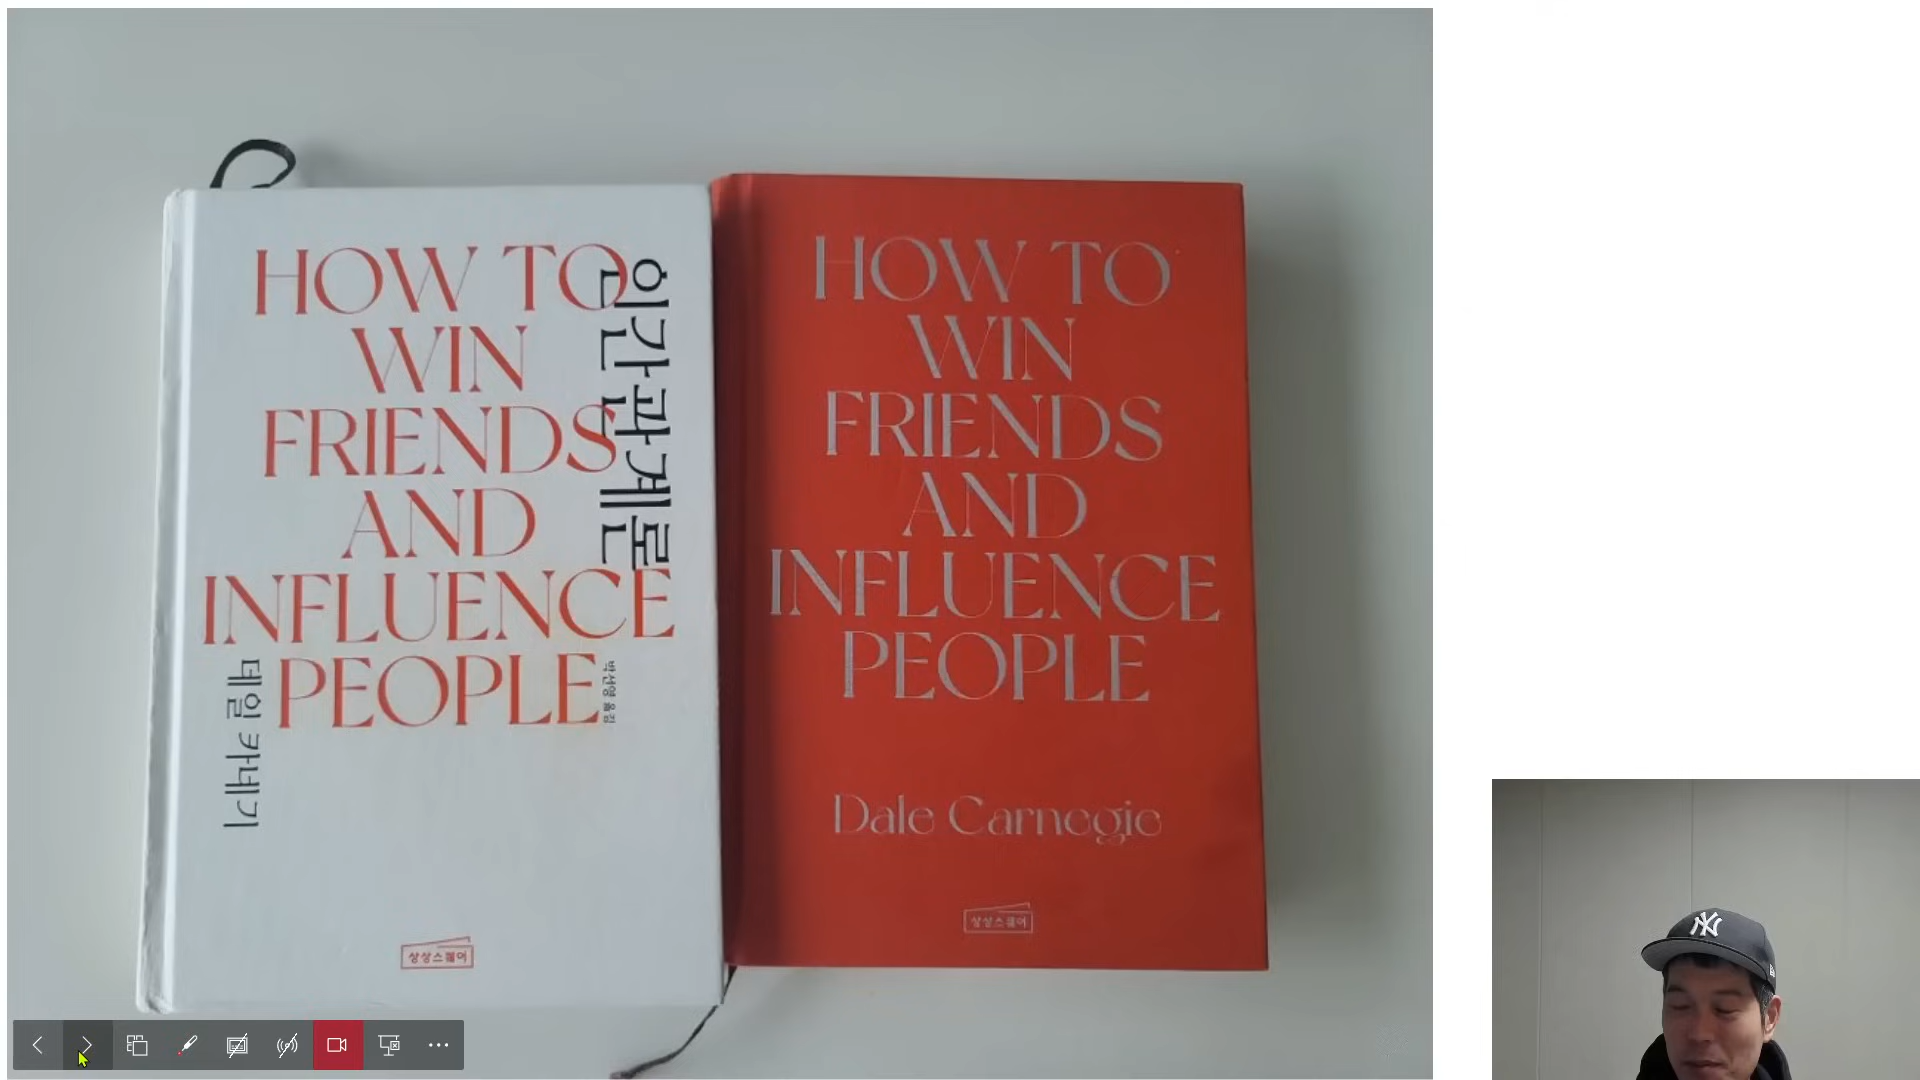 HOW TO
WIN
FRIENDS
AND
INFLUENCE
PEOPLE
인간관계론
데일 카네기
박선영 옮김
상상스퀘어
HOW TO
WIN
FRIENDS
AND
INFLUENCE
PEOPLE
Dale Carnegie
상상스퀘어
NY